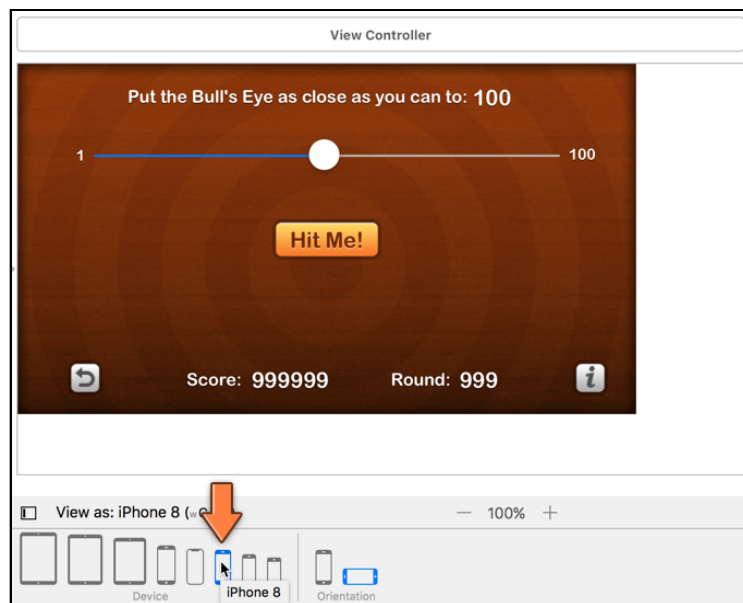 View Controller
Put the Bull's Eye as close as you can to: 100
1 100
Hit Me!
Score: 999999 Round: 999
View as: iPhone 8 (w
— 100% +
iPhone 8
Device Orientation